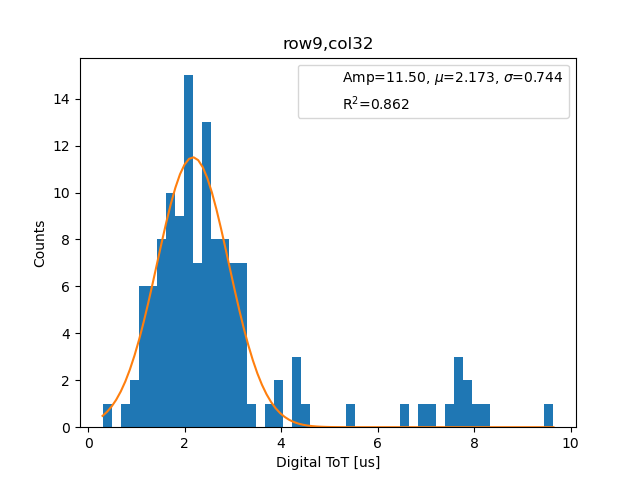 row9,col32
Amp=11.50, μ=2.173, σ=0.744
R²=0.862
14
12
10
8
6
4
2
0
Counts
0 2 4 6 8 10
Digital ToT [us]